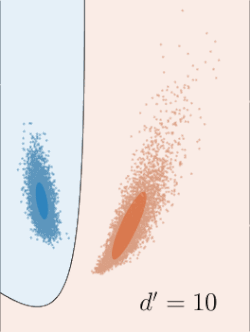 d′ = 10